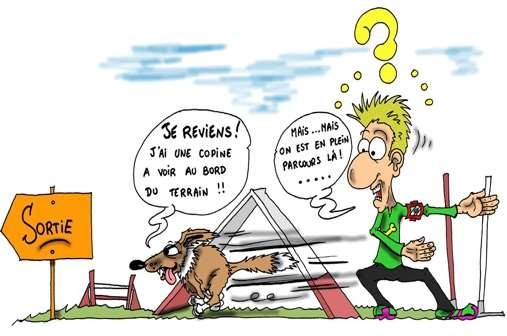 JE REVIENS!
J'AI UNE COPINE
A VOIR AU BORD
DU TERRAIN !!
MAIS...MAIS
ON EST EN PLEIN
PARCOURS LÀ!
.....
?
SORTIE